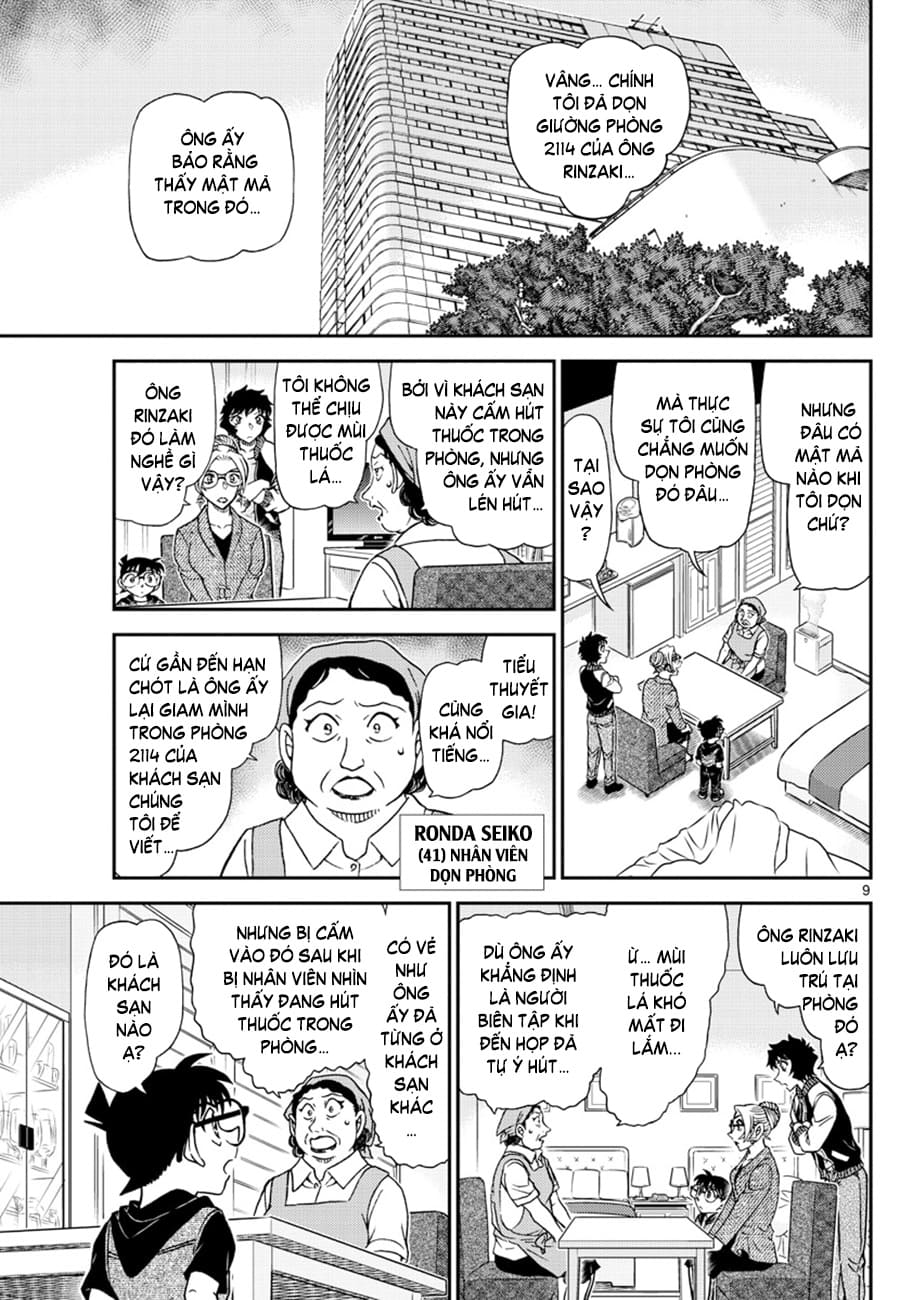 VÂNG... CHÍNH
TÔI ĐÃ DỌN
GIƯỜNG PHÒNG
2114 CỦA ÔNG
RINZAKI...
ÔNG ẤY
BẢO RẰNG
THẤY MẬT MÃ
TRONG ĐÓ...
NHƯNG
ĐÂU CÓ
MẬT MÃ
NÀO KHI
TÔI DỌN
CHỨ?
MÀ THỰC
SỰ TÔI CŨNG
CHẲNG MUỐN
DỌN PHÒNG
ĐÓ ĐÂU...
TẠI
SAO
VẬY
?
BỞI VÌ KHÁCH SẠN
NÀY CẤM HÚT
THUỐC TRONG
PHÒNG, NHƯNG
ÔNG ẤY VẪN
LÉN HÚT...
TÔI KHÔNG
THỂ CHỊU
ĐƯỢC MÙI
THUỐC
LÁ...
ÔNG
RINZAKI
ĐÓ LÀM
NGHỀ GÌ
VẬY?
TIỂU
THUYẾT
GIA!
CŨNG
KHÁ NỔI
TIẾNG...
CỨ GẦN ĐẾN HẠN
CHÓT LÀ ÔNG ẤY
LẠI GIAM MÌNH
TRONG PHÒNG
2114 CỦA
KHÁCH SẠN
CHÚNG
TÔI ĐỂ
VIẾT...
RONDA SEIKO
(41) NHÂN VIÊN
DỌN PHÒNG
9
ÔNG RINZAKI
LUÔN LƯU
TRÚ TẠI
PHÒNG
ĐÓ
Ạ?
Ừ... MÙI
THUỐC
LÁ KHÓ
MẤT ĐI
LẮM...
DÙ ÔNG ẤY
KHẲNG ĐỊNH
LÀ NGƯỜI
BIÊN TẬP KHI
ĐẾN HỌP ĐÃ
TỰ Ý HÚT...
CÓ VẺ
NHƯ
ÔNG
ẤY ĐÃ
TỪNG Ở
KHÁCH
SẠN
KHÁC
...
NHƯNG BỊ CẤM
VÀO ĐÓ SAU KHI
BỊ NHÂN VIÊN NHÌN
THẤY ĐANG HÚT
THUỐC TRONG
PHÒNG...
ĐÓ LÀ
KHÁCH
SẠN
NÀO
Ạ?